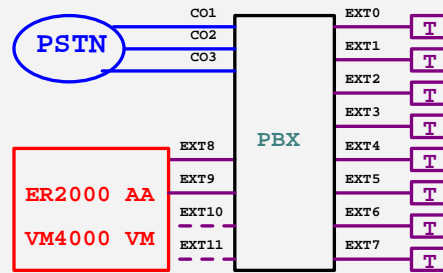 CO1
CO2
CO3
PSTN
PBX
EXT0
T
EXT1
T
EXT2
T
EXT3
T
EXT4
T
EXT5
T
EXT6
T
EXT7
T
EXT8
EXT9
EXT10
EXT11
ER2000 AA
VM4000 VM